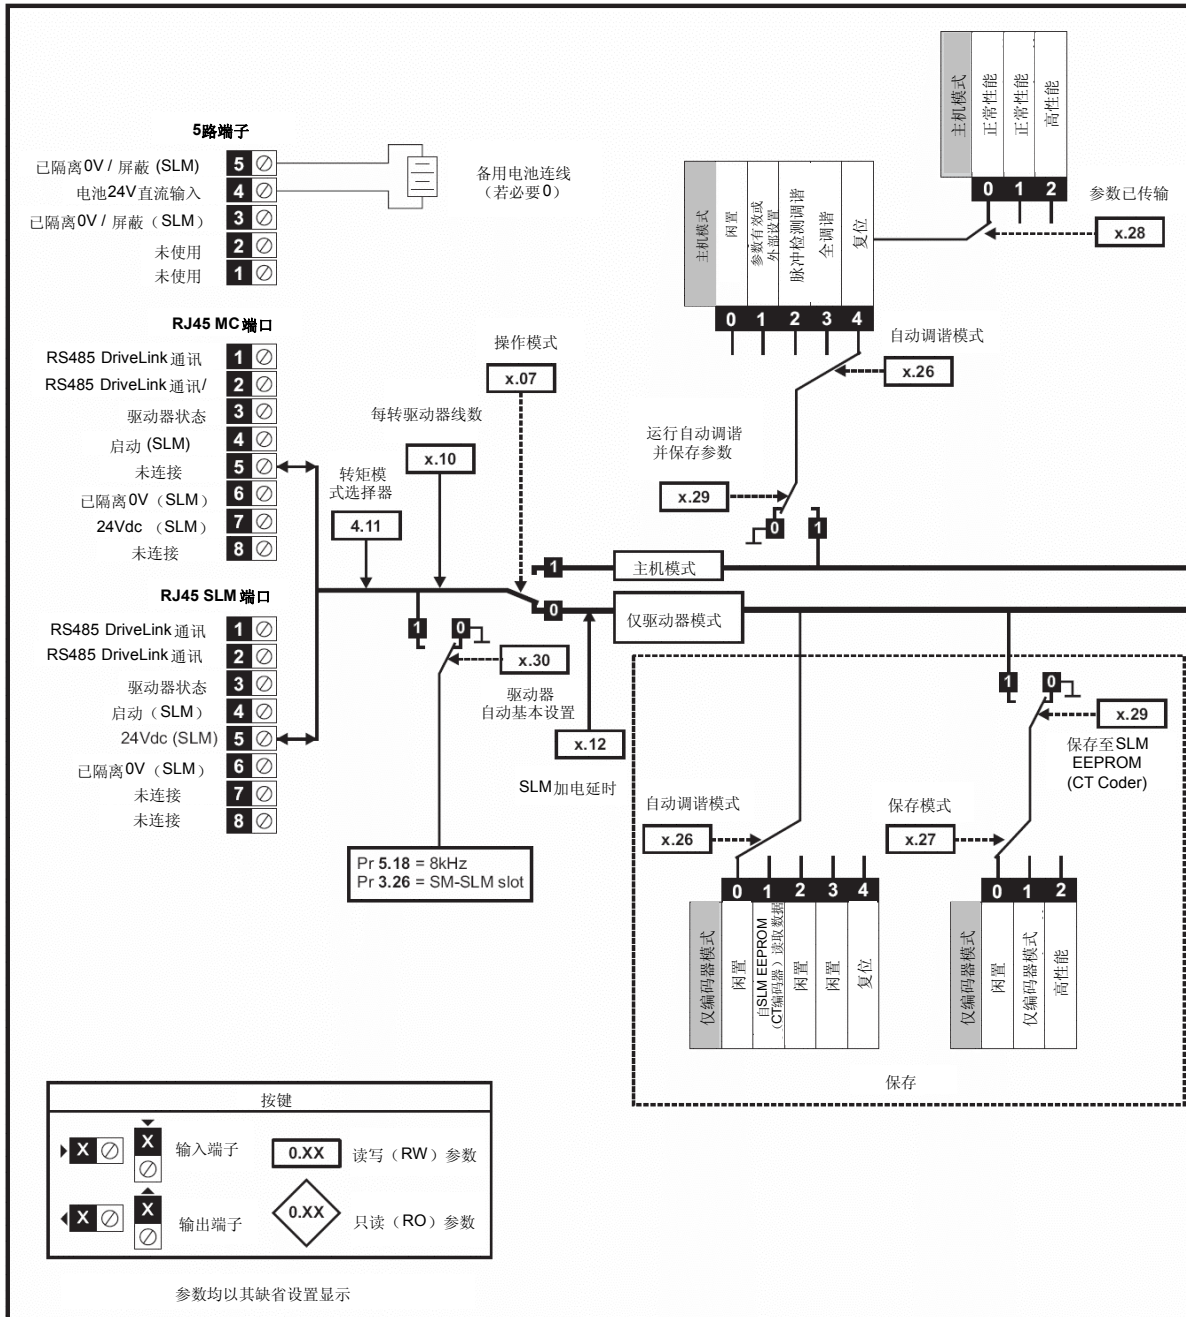 5路端子
已隔离0V / 屏蔽 (SLM)
5
电池24V直流输入
4
已隔离0V / 屏蔽（SLM）
3
未使用
2
未使用
1
备用电池连线
（若必要0）
RJ45 MC端口
RS485 DriveLink通讯
1
RS485 DriveLink通讯/
2
驱动器状态
3
启动 (SLM)
4
未连接
5
已隔离0V（SLM）
6
24Vdc （SLM）
7
未连接
8
RJ45 SLM 端口
RS485 DriveLink通讯
1
RS485 DriveLink通讯
2
驱动器状态
3
启动（SLM）
4
24Vdc (SLM)
5
已隔离0V（SLM）
6
未连接
7
未连接
8
转矩模
式选择器
4.11
每转驱动器线数
x.10
操作模式
x.07
1
0
x.30
驱动器
自动基本设置
Pr 5.18 = 8kHz
Pr 3.26 = SM-SLM slot
1
主机模式
0
仅驱动器模式
x.12
SLM加电延时
主机模式
正常性能
正常性能
高性能
0
1
2
参数已传输
x.28
主机模式
闲置
参数有效或
外部设置
脉冲检测调谐
全调谐
复位
0
1
2
3
4
自动调谐模式
x.26
运行自动调谐
并保存参数
x.29
0
1
1
0
x.29
保存至SLM
EEPROM
(CT Coder)
自动调谐模式
x.26
0
1
2
3
4
仅编码器模式
闲置
自SLM EEPROM
（CT编码器）读取数据
闲置
闲置
复位
保存模式
x.27
0
1
2
仅编码器模式
闲置
仅编码器模式
高性能
保存
按键
X
X
输入端子
0.XX
读写（RW）参数
X
X
输出端子
0.XX
只读（RO）参数
参数均以其缺省设置显示